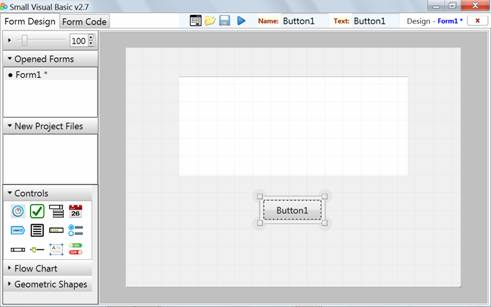 Small Visual Basic v2.7
Form Design
Form Code
Name: Button1
Text: Button1
Design - Form1 *
x
100
Opened Forms
Form1 *
New Project Files
Controls
26
Flow Chart
Geometric Shapes
Button1